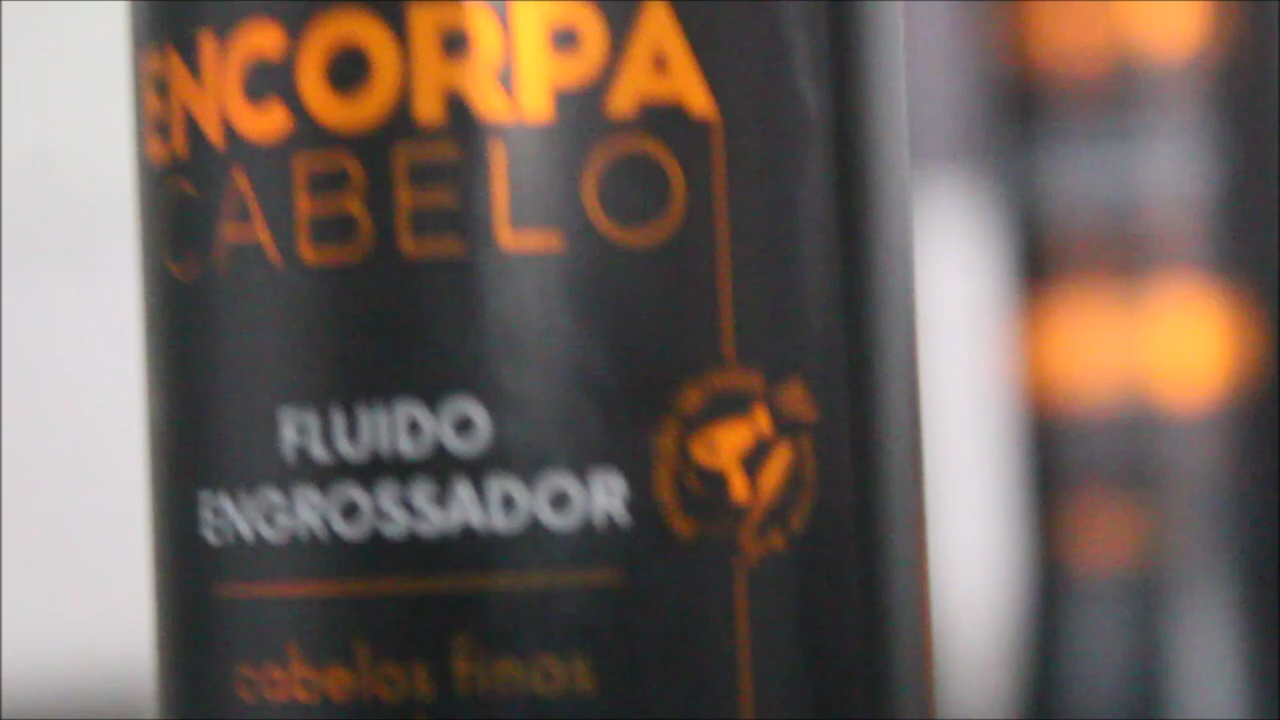 ENCORPA
CABELO
FLUIDO
ENGROSSADOR
cabelos finos